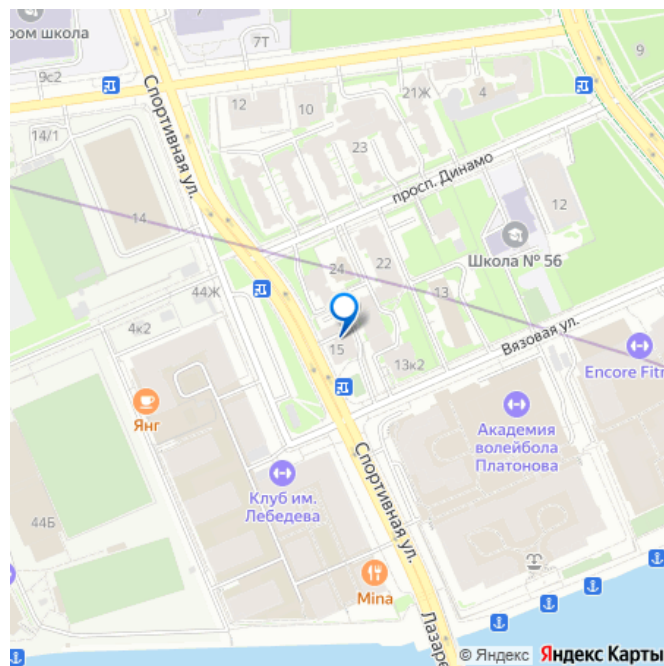 ром школа
7Т
9
9с2
Спортивная ул.
12
10
21Ж
4
14/1
23
просп. Динамо
14
12
Школа № 56
24
22
44Ж
13
4к2
15
Вязовая ул.
13к2
Encore Fitn
Янг
Академия
волейбола
Платонова
Клуб им.
Лебедева
Спортивная ул.
44Б
Mina
Лазаре
© Яндекс Яндекс Карты